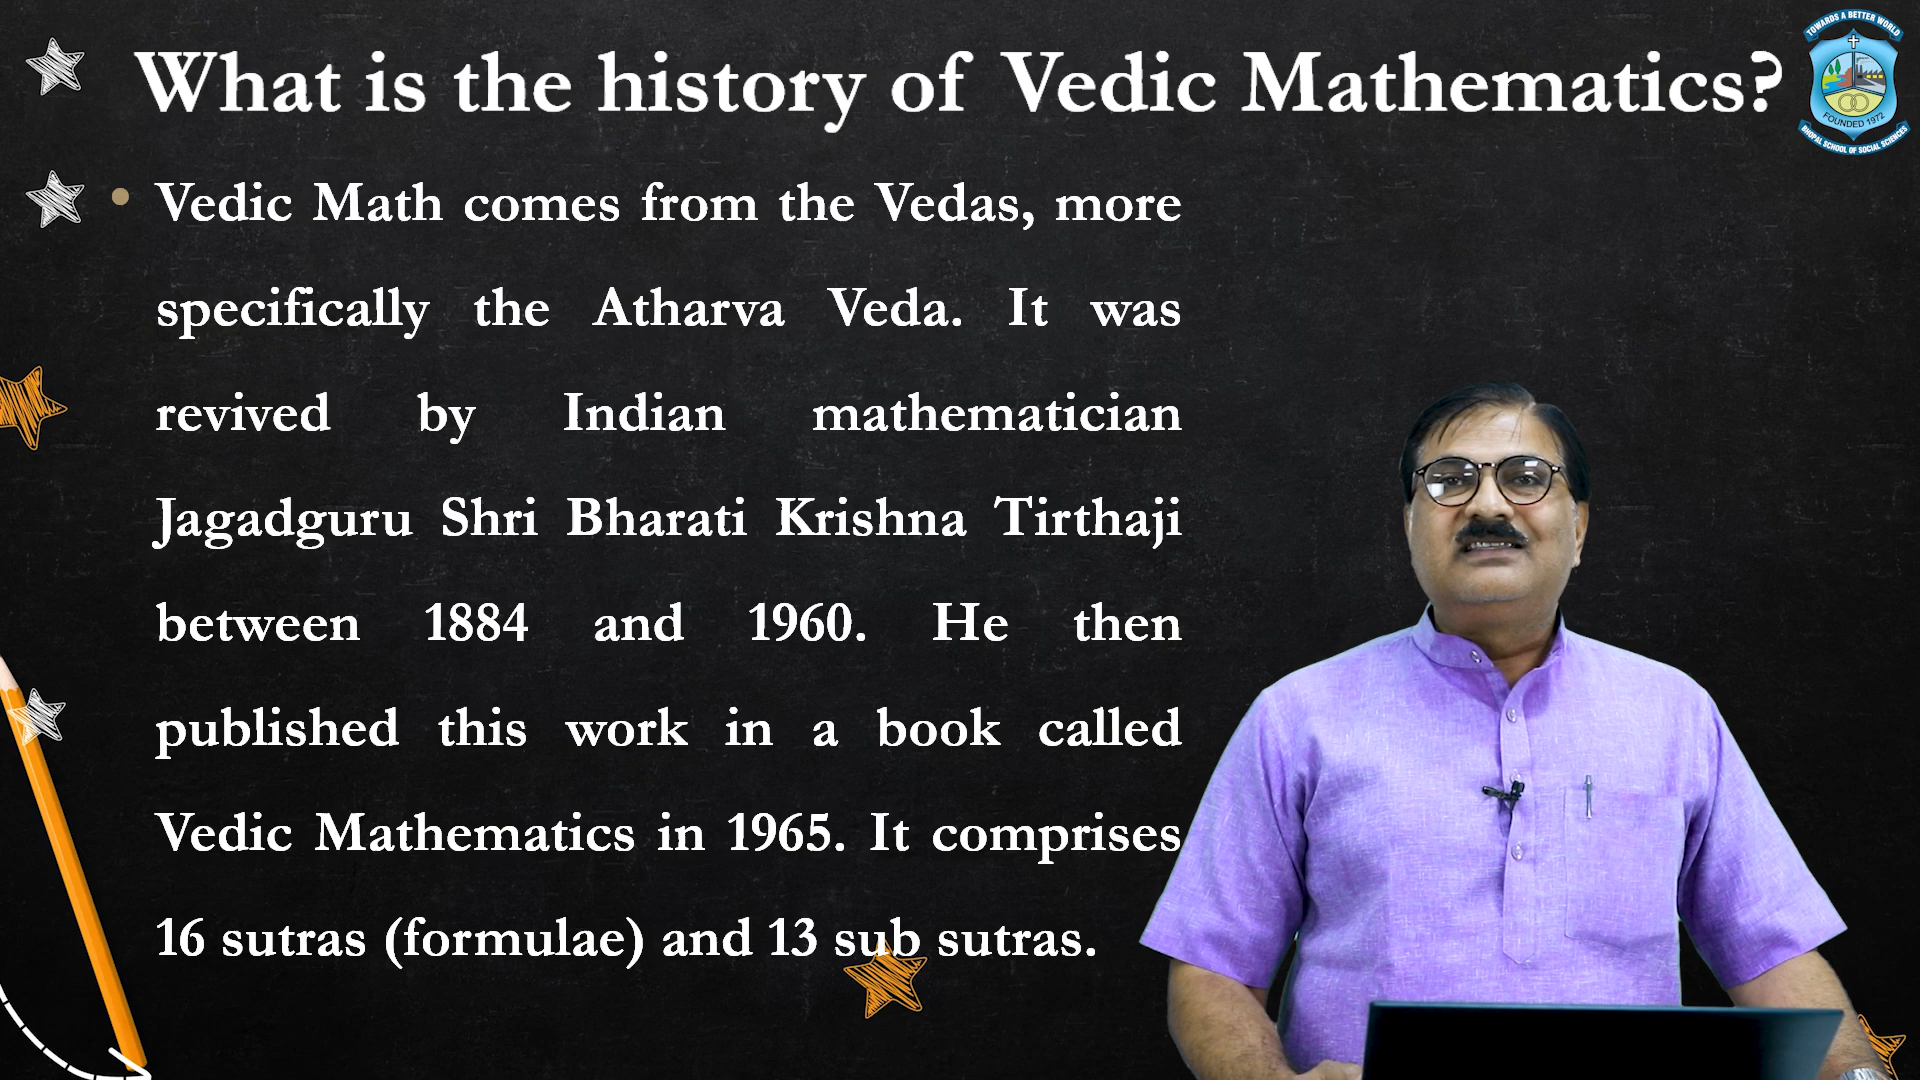 What is the history of Vedic Mathematics?
TOWARDS A BETTER WORLD
FOUNDED 1972
BHOPAL SCHOOL OF SOCIAL SCIENCES
• Vedic Math comes from the Vedas, more
specifically the Atharva Veda. It was
revived by Indian mathematician
Jagadguru Shri Bharati Krishna Tirthaji
between 1884 and 1960. He then
published this work in a book called
Vedic Mathematics in 1965. It comprises
16 sutras (formulae) and 13 sub sutras.